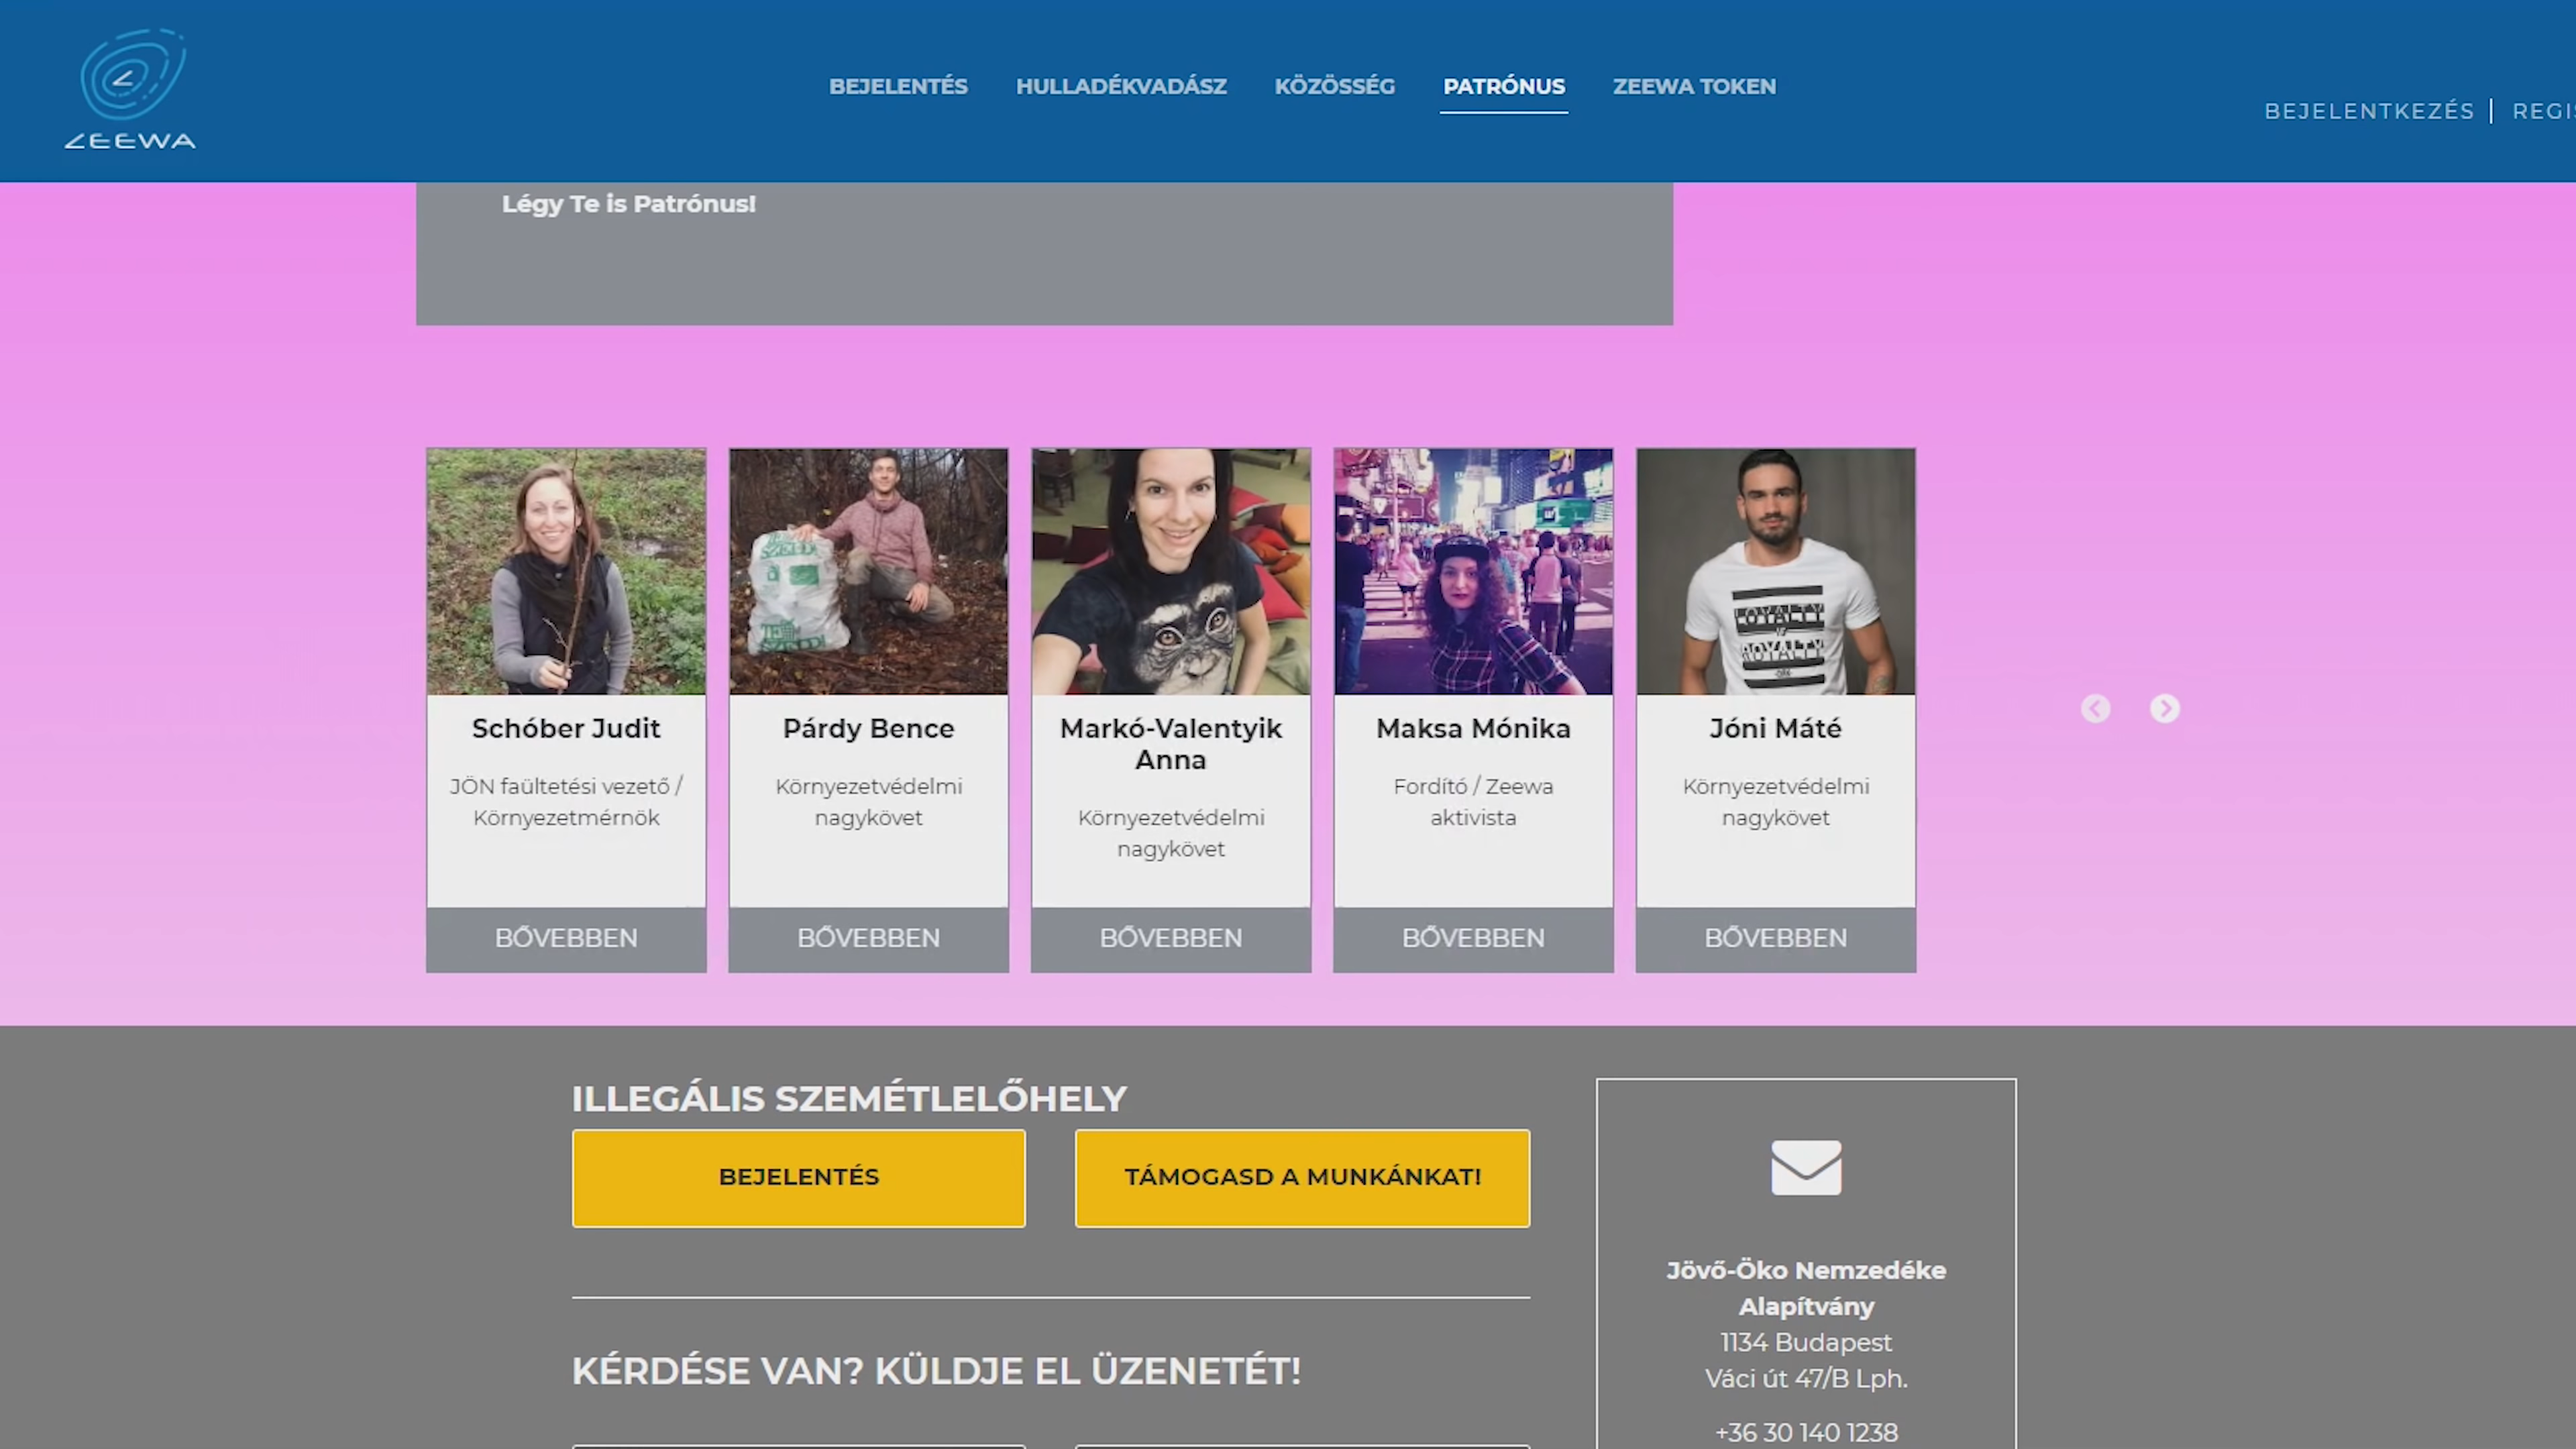 ZEEWA
BEJELENTÉS
HULLADÉKVADÁSZ
KÖZÖSSÉG
PATRÓNUS
ZEEWA TOKEN
BEJELENTKEZÉS
Légy Te is Patrónus!
LOYALTY
IS
ROYALTY
Schóber Judit
JÖN faültetési vezető /
Környezetmérnök
BŐVEBBEN
Párdy Bence
Környezetvédelmi
nagykövet
BŐVEBBEN
Markó-Valentyik
Anna
Környezetvédelmi
nagykövet
BŐVEBBEN
Maksa Mónika
Fordító / Zeewa
aktivista
BŐVEBBEN
Jóni Máté
Környezetvédelmi
nagykövet
BŐVEBBEN
ILLEGÁLIS SZEMÉTLELŐHELY
BEJELENTÉS
TÁMOGASD A MUNKÁNKAT!
KÉRDÉSE VAN? KÜLDJE EL ÜZENETÉT!
Jövő-Öko Nemzedéke
Alapítvány
1134 Budapest
Váci út 47/B Lph.
+36 30 140 1238